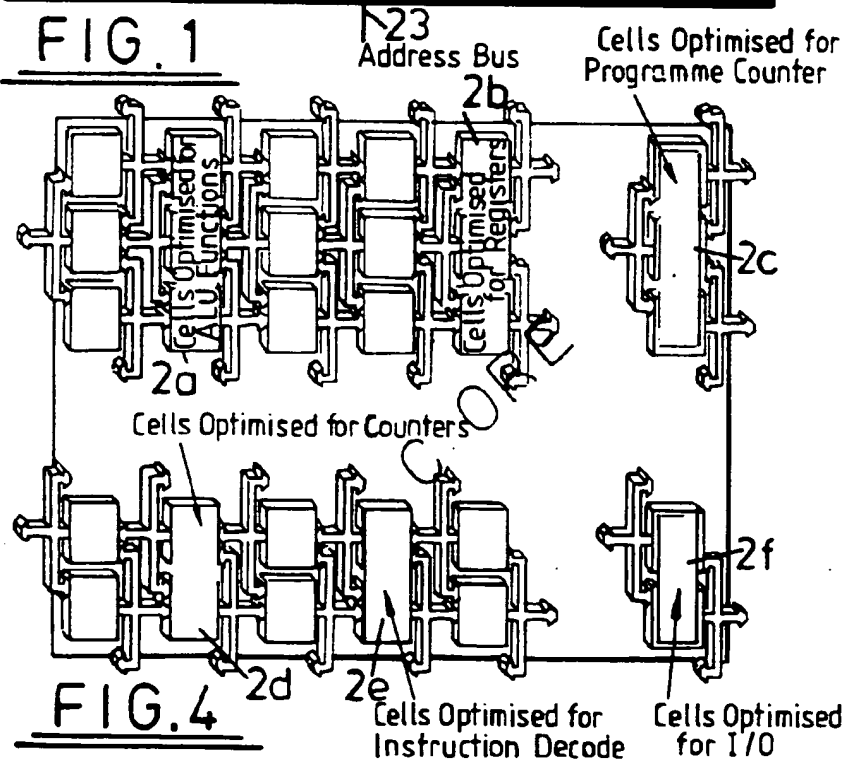 FIG.1
23
Address Bus
Cells Optimised for
Programme Counter
2b
Cells Optimised for
ALU Functions
Cells Optimised
for Registers
2c
2a
CORE
Cells Optimised for Counters
2f
2d
2e
FIG.4
Cells Optimised for
Instruction Decode
Cells Optimised
for I/O